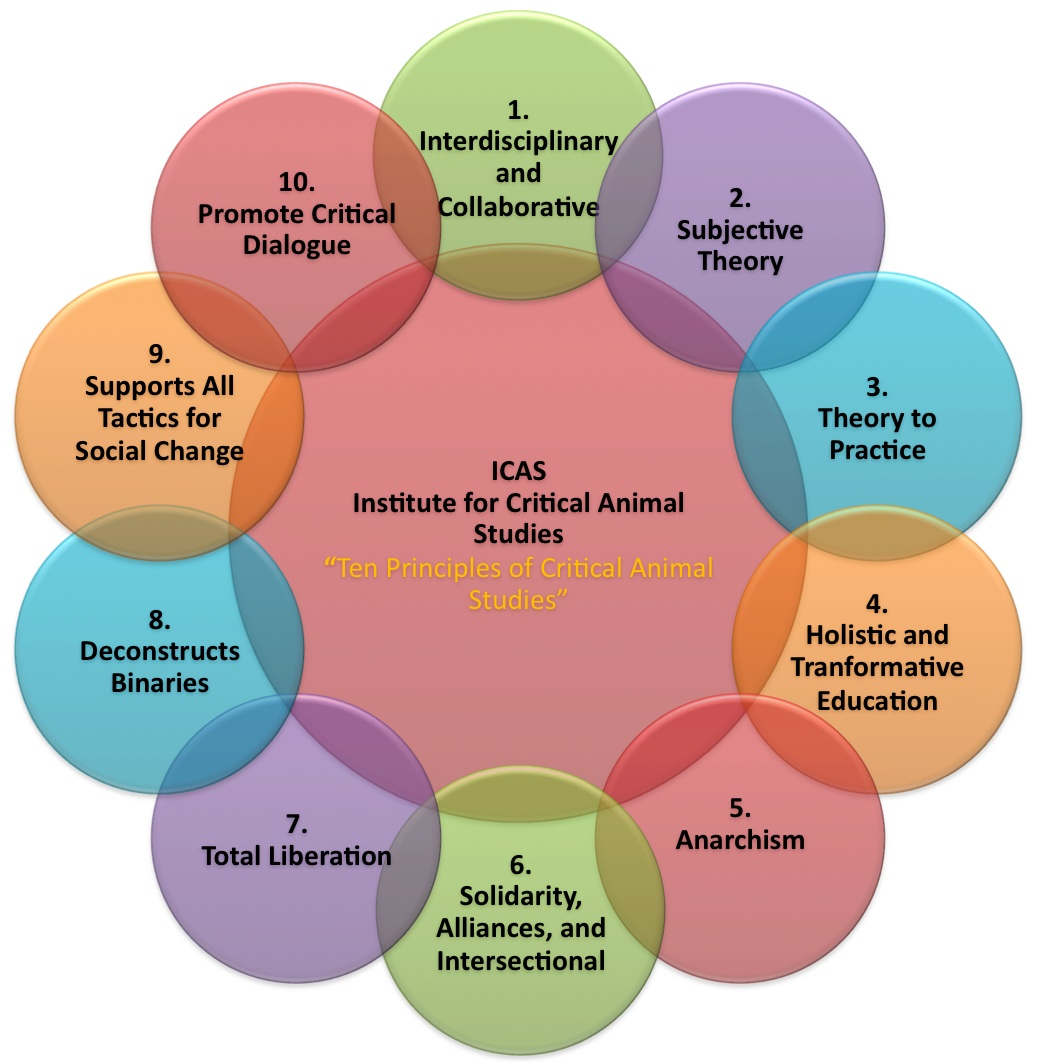 ICAS
Institute for Critical Animal
Studies
“Ten Principles of Critical Animal
Studies”
1.
Interdisciplinary
and
Collaborative
2.
Subjective
Theory
3.
Theory to
Practice
4.
Holistic and
Tranformative
Education
5.
Anarchism
6.
Solidarity,
Alliances, and
Intersectional
7.
Total Liberation
8.
Deconstructs
Binaries
9.
Supports All
Tactics for
Social Change
10.
Promote Critical
Dialogue